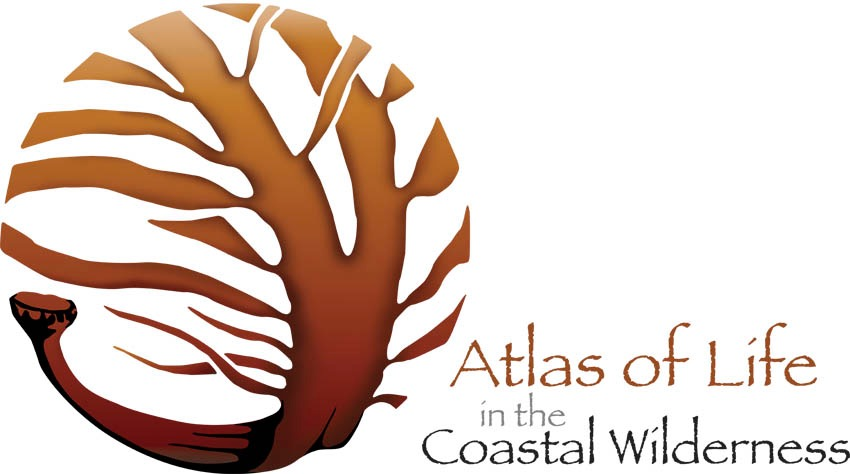 Atlas of Life
in the
Coastal Wilderness